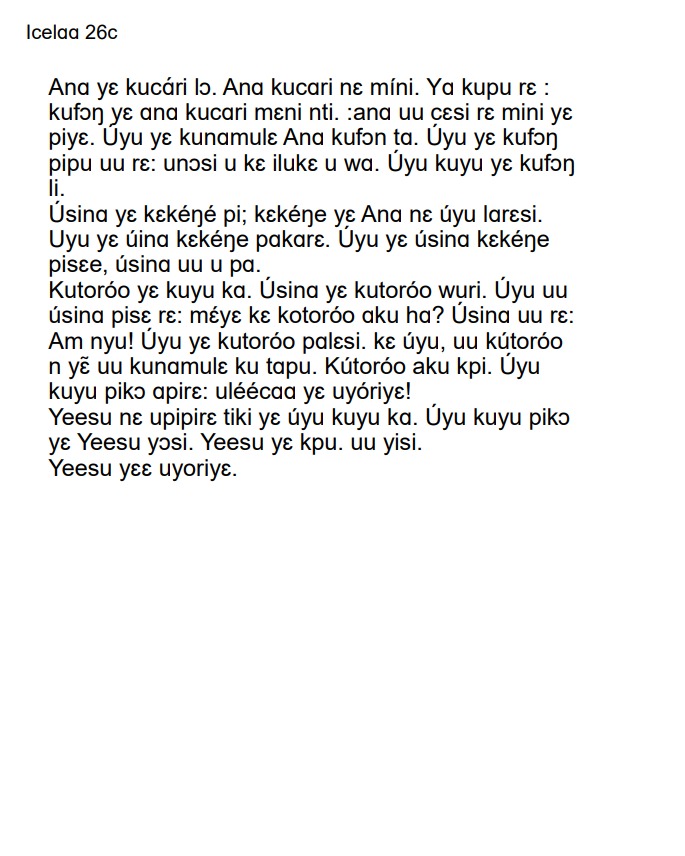 Icelaa 26c
Ana yɛ kucári lɔ. Ana kucari nɛ míni. Ya kupu rɛ :
kufɔŋ yɛ ana kucari mɛni nti. :ana uu cɛsi rɛ mini yɛ
piyɛ. Úyu yɛ kunamulɛ Ana kufɔn ta. Úyu yɛ kufɔŋ
pipu uu rɛ: unɔsi u kɛ ilukɛ u wa. Úyu kuyu yɛ kufɔŋ
li.
Úsina yɛ kɛkéŋé pi; kɛkéŋe yɛ Ana nɛ úyu larɛsi.
Uyu yɛ úina kɛkéŋe pakarɛ. Úyu yɛ úsina kɛkéŋe
pisɛe, úsina uu u pa.
Kutoróo yɛ kuyu ka. Úsina yɛ kutoróo wuri. Úyu uu
úsina pisɛ rɛ: mɛ́yɛ kɛ kotoróo aku ha? Úsina uu rɛ:
Am nyu! Úyu yɛ kutoróo palɛsi. kɛ úyu, uu kútoróo
n yɛ̃ uu kunamulɛ ku tapu. Kútoróo aku kpi. Úyu
kuyu pikɔ apirɛ: uléécaa yɛ uyóriyɛ!
Yeesu nɛ upipirɛ tiki yɛ úyu kuyu ka. Úyu kuyu pikɔ
yɛ Yeesu yɔsi. Yeesu yɛ kpu. uu yisi.
Yeesu yɛɛ uyoriyɛ.